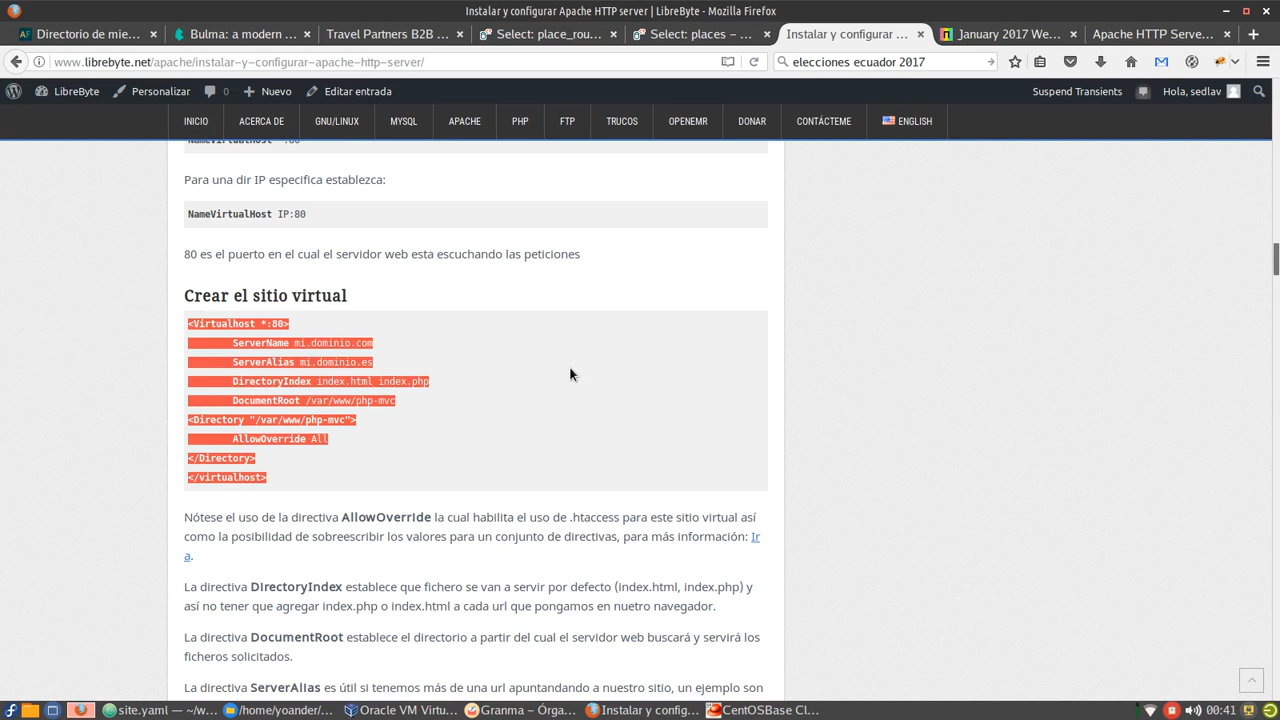 Instalar y configurar Apache HTTP server | LibreByte - Mozilla Firefox
Directorio de mie... Bulma: a modern ... Travel Partners B2B ... Select: place_rou... Select: places – ... Instalar y configurar ... January 2017 We... Apache HTTP Serve...
www.librebyte.net/apache/instalar-y-configurar-apache-http-server/ elecciones ecuador 2017
LibreByte Personalizar 0 Nuevo Editar entrada Suspend Transients Hola, sedlav
INICIO ACERCA DE GNU/LINUX MYSQL APACHE PHP FTP TRUCOS OPENEMR DONAR CONTÁCTEME ENGLISH
NameVirtualHost *:80
Para una dir IP especifica establezca:
NameVirtualHost IP:80
80 es el puerto en el cual el servidor web esta escuchando las peticiones
Crear el sitio virtual
<Virtualhost *:80>
ServerName mi.dominio.com
ServerAlias mi.dominio.es
DirectoryIndex index.html index.php
DocumentRoot /var/www/php-mvc
<Directory "/var/www/php-mvc">
AllowOverride All
</Directory>
</virtualhost>
Nótese el uso de la directiva AllowOverride la cual habilita el uso de .htaccess para este sitio virtual así
como la posibilidad de sobreescribir los valores para un conjunto de directivas, para más información: Ir
a.
La directiva DirectoryIndex establece que fichero se van a servir por defecto (index.html, index.php) y
así no tener que agregar index.php o index.html a cada url que pongamos en nuetro navegador.
La directiva DocumentRoot establece el directorio a partir del cual el servidor web buscará y servirá los
ficheros solicitados.
La directiva ServerAlias es útil si tenemos más de una url apuntandando a nuestro sitio, un ejemplo son
site.yaml — ~/w... /home/yoander/... Oracle VM Virtu... Granma – Órga... Instalar y config... CentOSBase Cl... 00:41